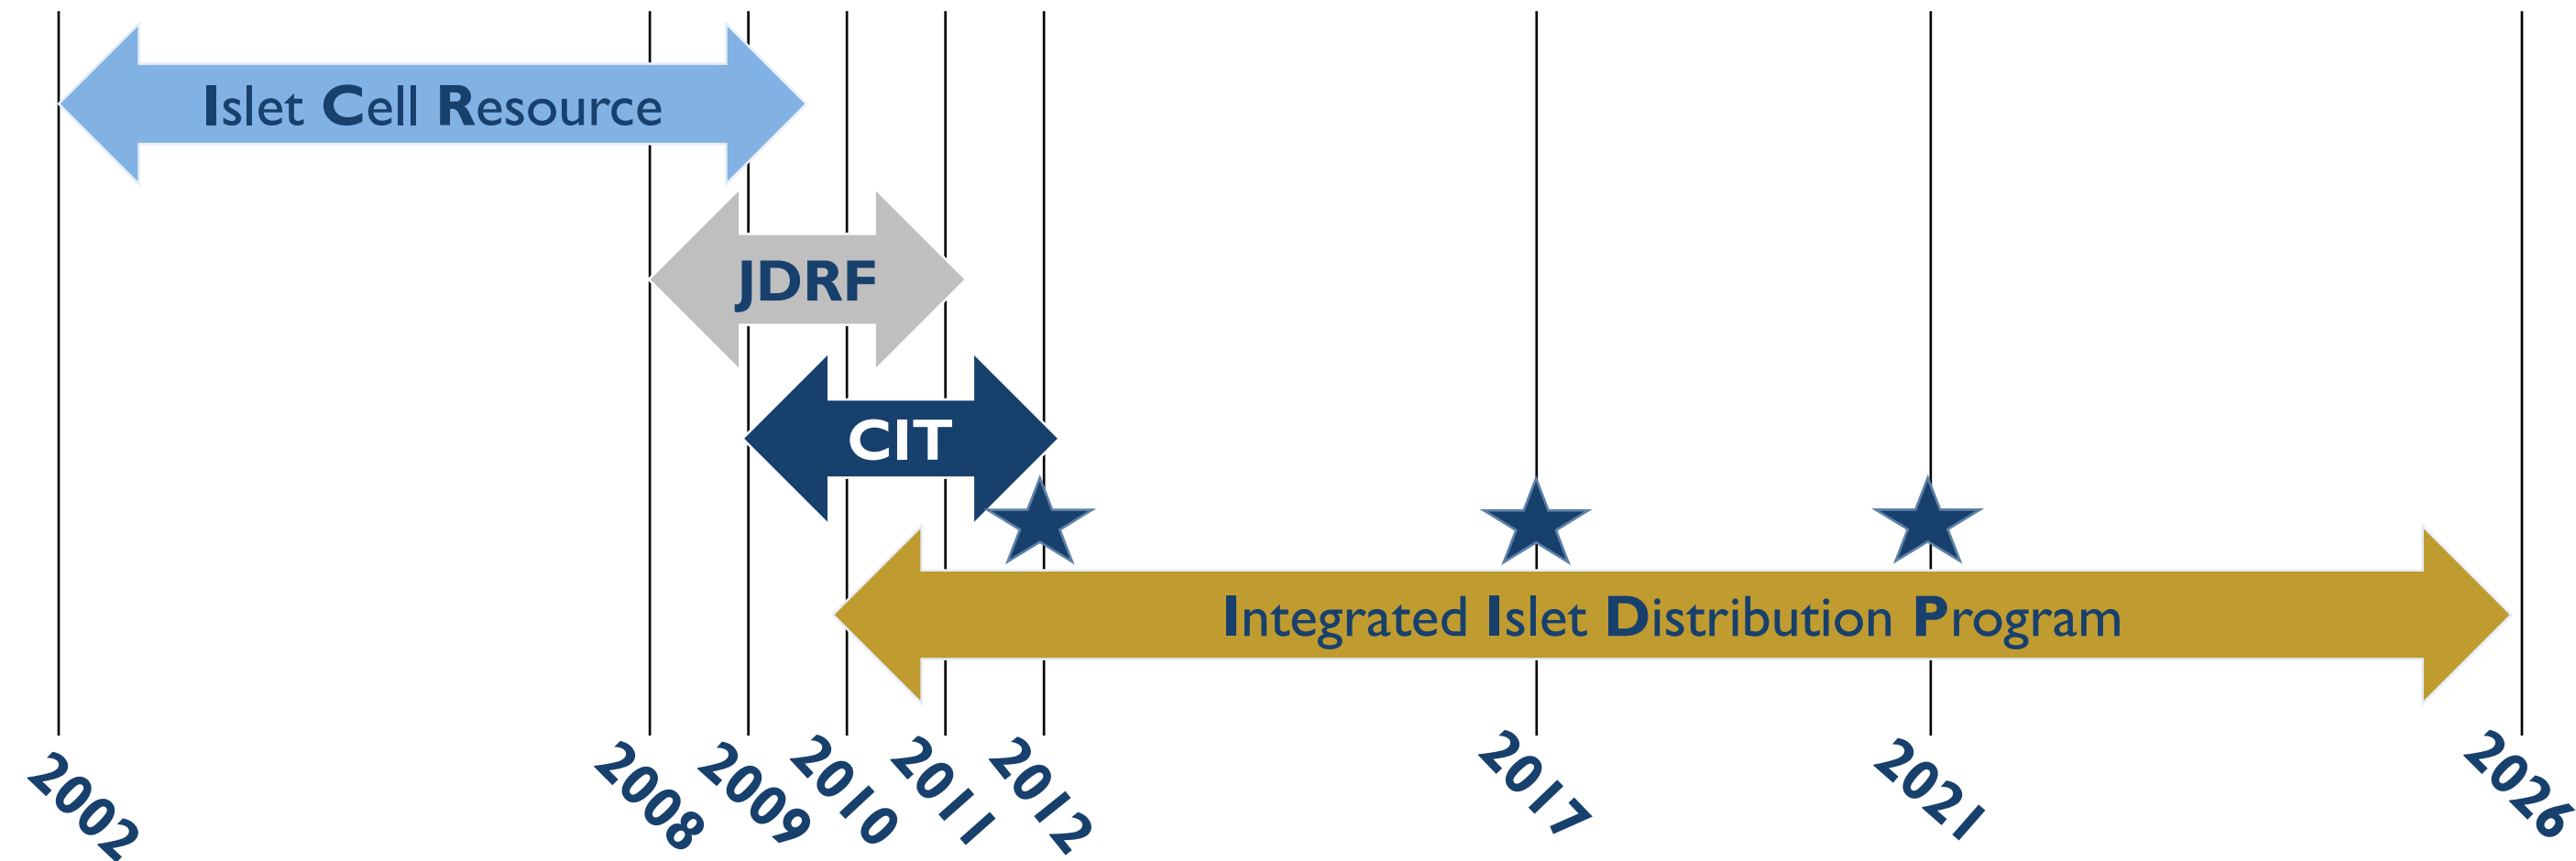 Islet Cell Resource
JDRF
CIT
Integrated Islet Distribution Program
2002
2008
2009
2010
2011
2012
2017
2021
2026